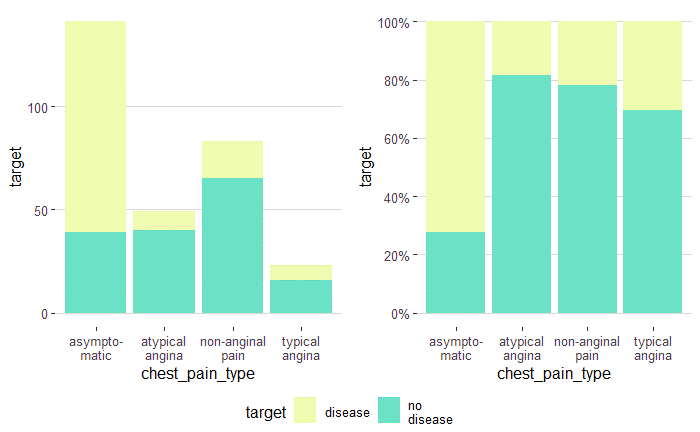 target
100
50
0
asympto-
matic
atypical
angina
non-anginal
pain
typical
angina
chest_pain_type
target
100%
80%
60%
40%
20%
0%
asympto-
matic
atypical
angina
non-anginal
pain
typical
angina
chest_pain_type
target
disease
no
disease